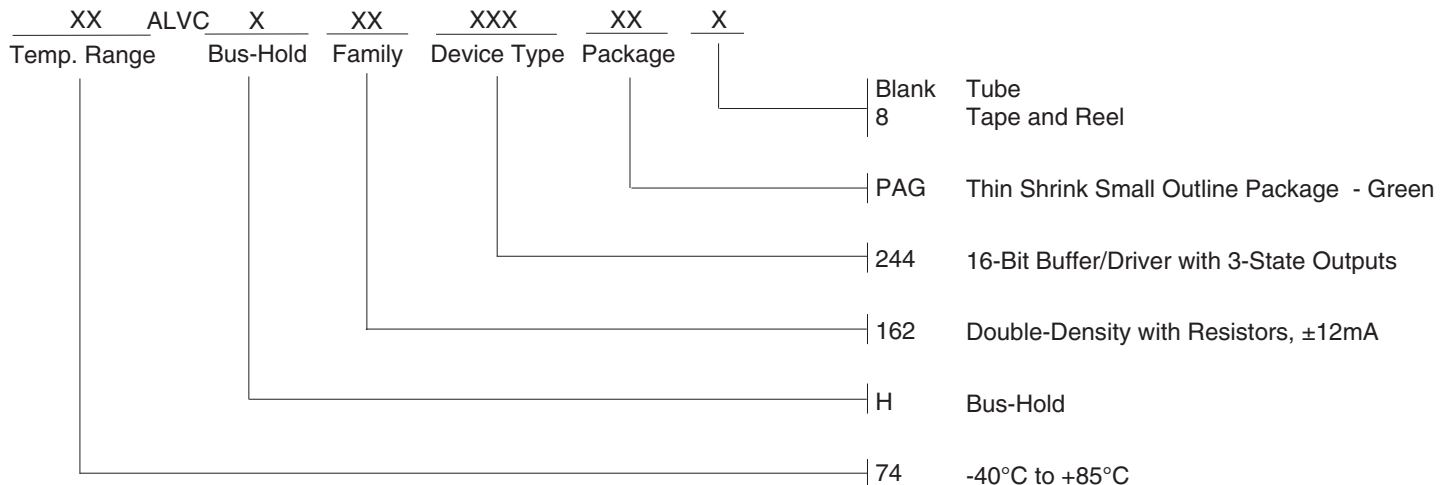 XX ALVC X XX XXX XX X
Temp. Range Bus-Hold Family Device Type Package
Blank Tube
8 Tape and Reel
PAG Thin Shrink Small Outline Package - Green
244 16-Bit Buffer/Driver with 3-State Outputs
162 Double-Density with Resistors, ±12mA
H Bus-Hold
74 -40°C to +85°C